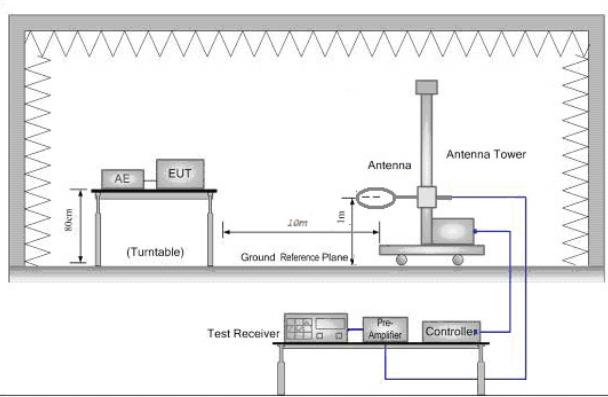 Antenna Tower
Antenna
AE
EUT
80cm
10m
1m
(Turntable)
Ground Reference Plane
Test Receiver
Pre-
Amplifier
Controller